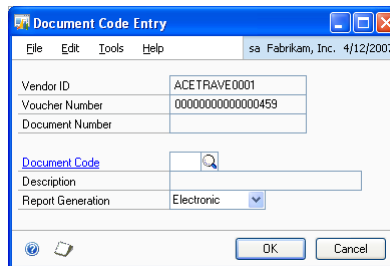 Document Code Entry
File Edit Tools Help sa Fabrikam, Inc. 4/12/2007
Vendor ID ACETRAVE0001
Voucher Number 00000000000000459
Document Number
Document Code
Description
Report Generation Electronic
OK Cancel